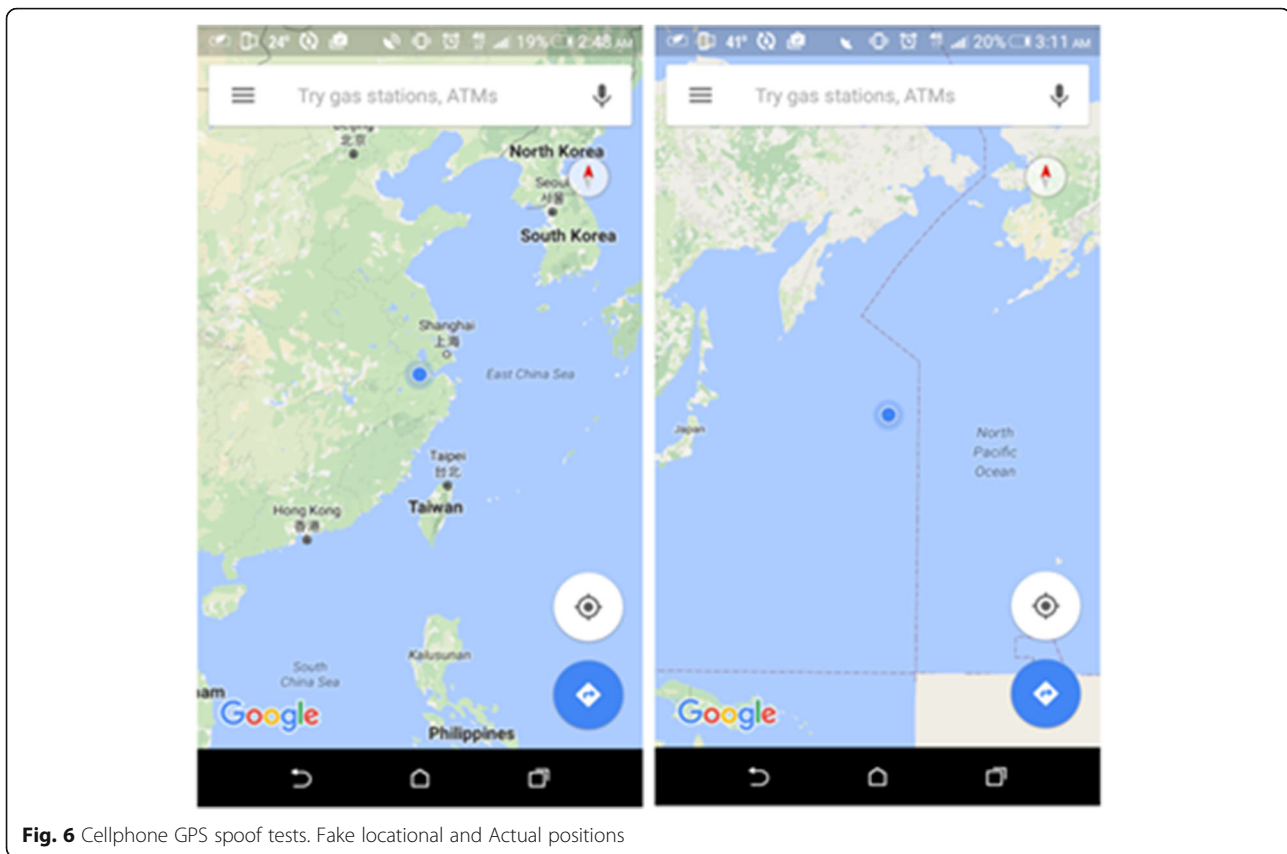 24° 19% 2:48 AM
Try gas stations, ATMs
北京
North Korea
Seoul
서울
South Korea
Shanghai
上海
East China Sea
Taipei
台北
Taiwan
Hong Kong
香港
Kalusunan
South
China Sea
nam
Google
Philippines
41° 20% 3:11 AM
Try gas stations, ATMs
Japan
North
Pacific
Ocean
Google
Fig. 6 Cellphone GPS spoof tests. Fake locational and Actual positions